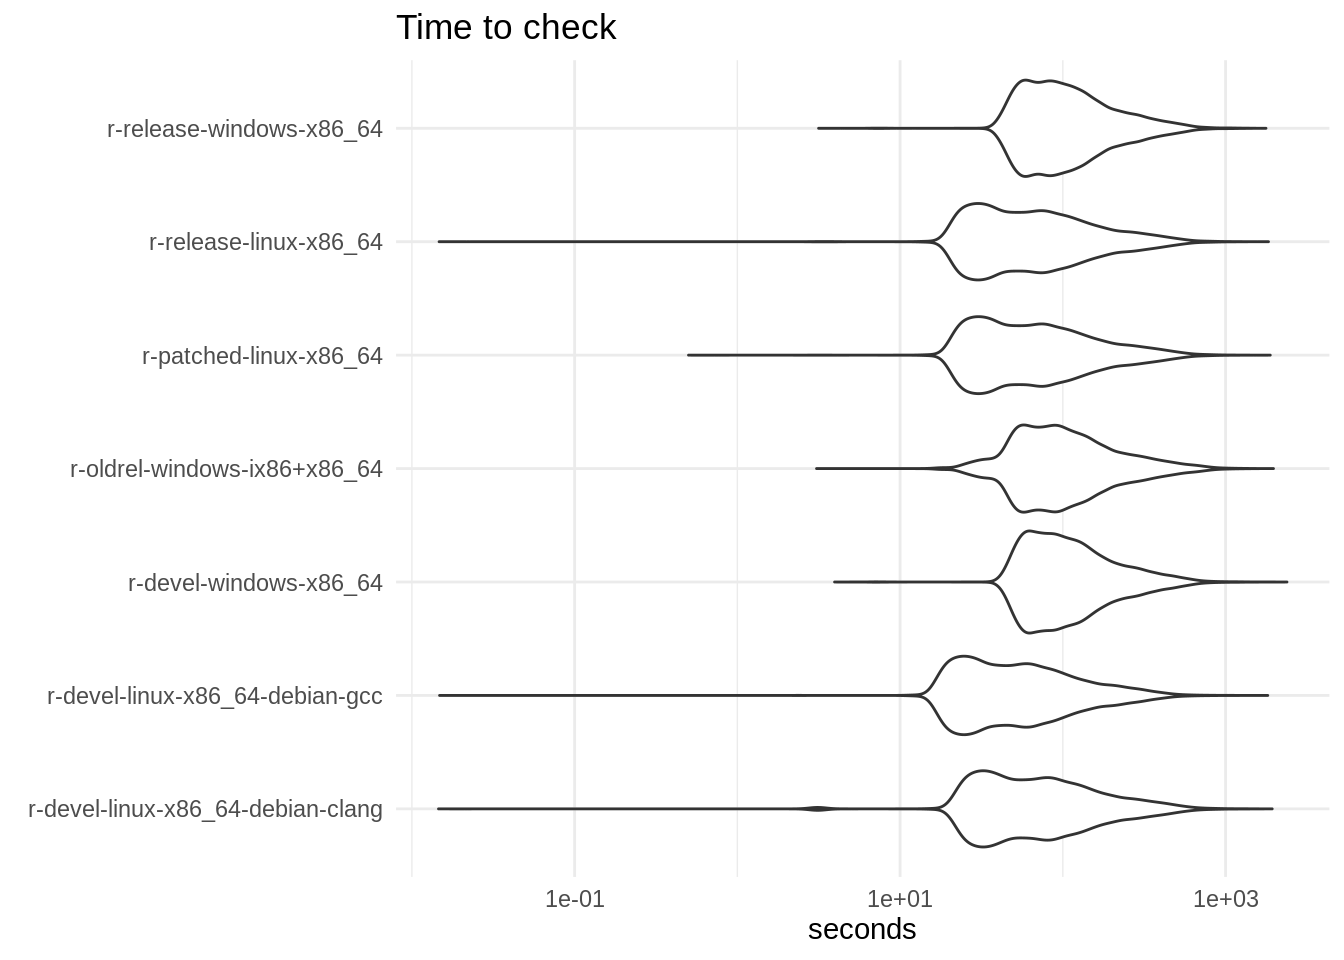 Time to check
r-release-windows-x86_64
r-release-linux-x86_64
r-patched-linux-x86_64
r-oldrel-windows-ix86+x86_64
r-devel-windows-x86_64
r-devel-linux-x86_64-debian-gcc
r-devel-linux-x86_64-debian-clang
1e-01 1e+01 1e+03
seconds